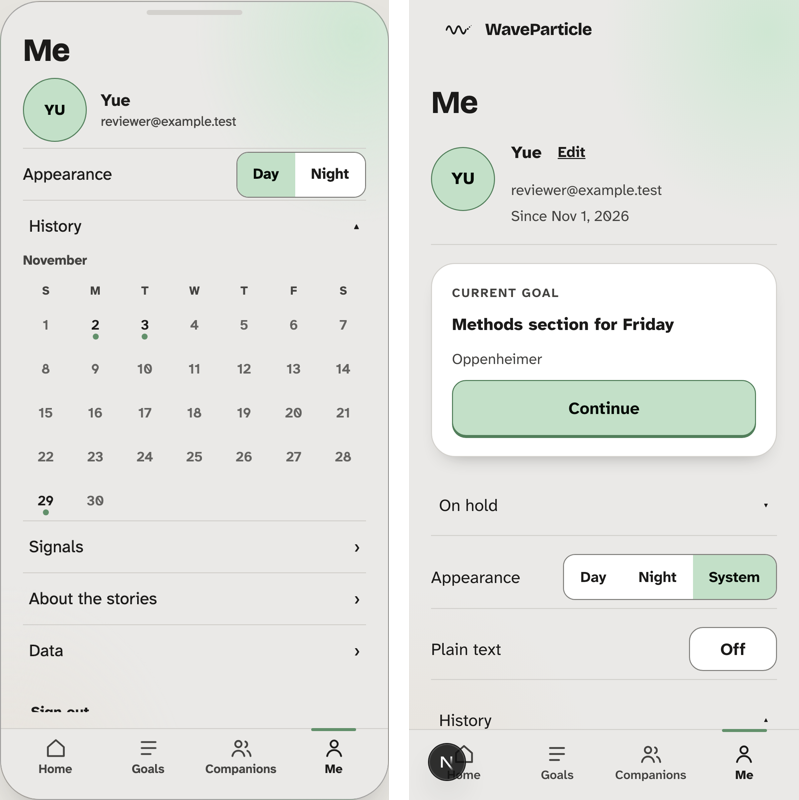 Me
YU
Yue
reviewer@example.test
Appearance
Day Night
History
November
S M T W T F S
1 2 3 4 5 6 7
8 9 10 11 12 13 14
15 16 17 18 19 20 21
22 23 24 25 26 27 28
29 30
Signals
About the stories
Data
Sign out
Home Goals Companions Me
WaveParticle
Me
YU
Yue Edit
reviewer@example.test
Since Nov 1, 2026
CURRENT GOAL
Methods section for Friday
Oppenheimer
Continue
On hold
Appearance
Day Night System
Plain text
Off
History
N
Home Goals Companions Me